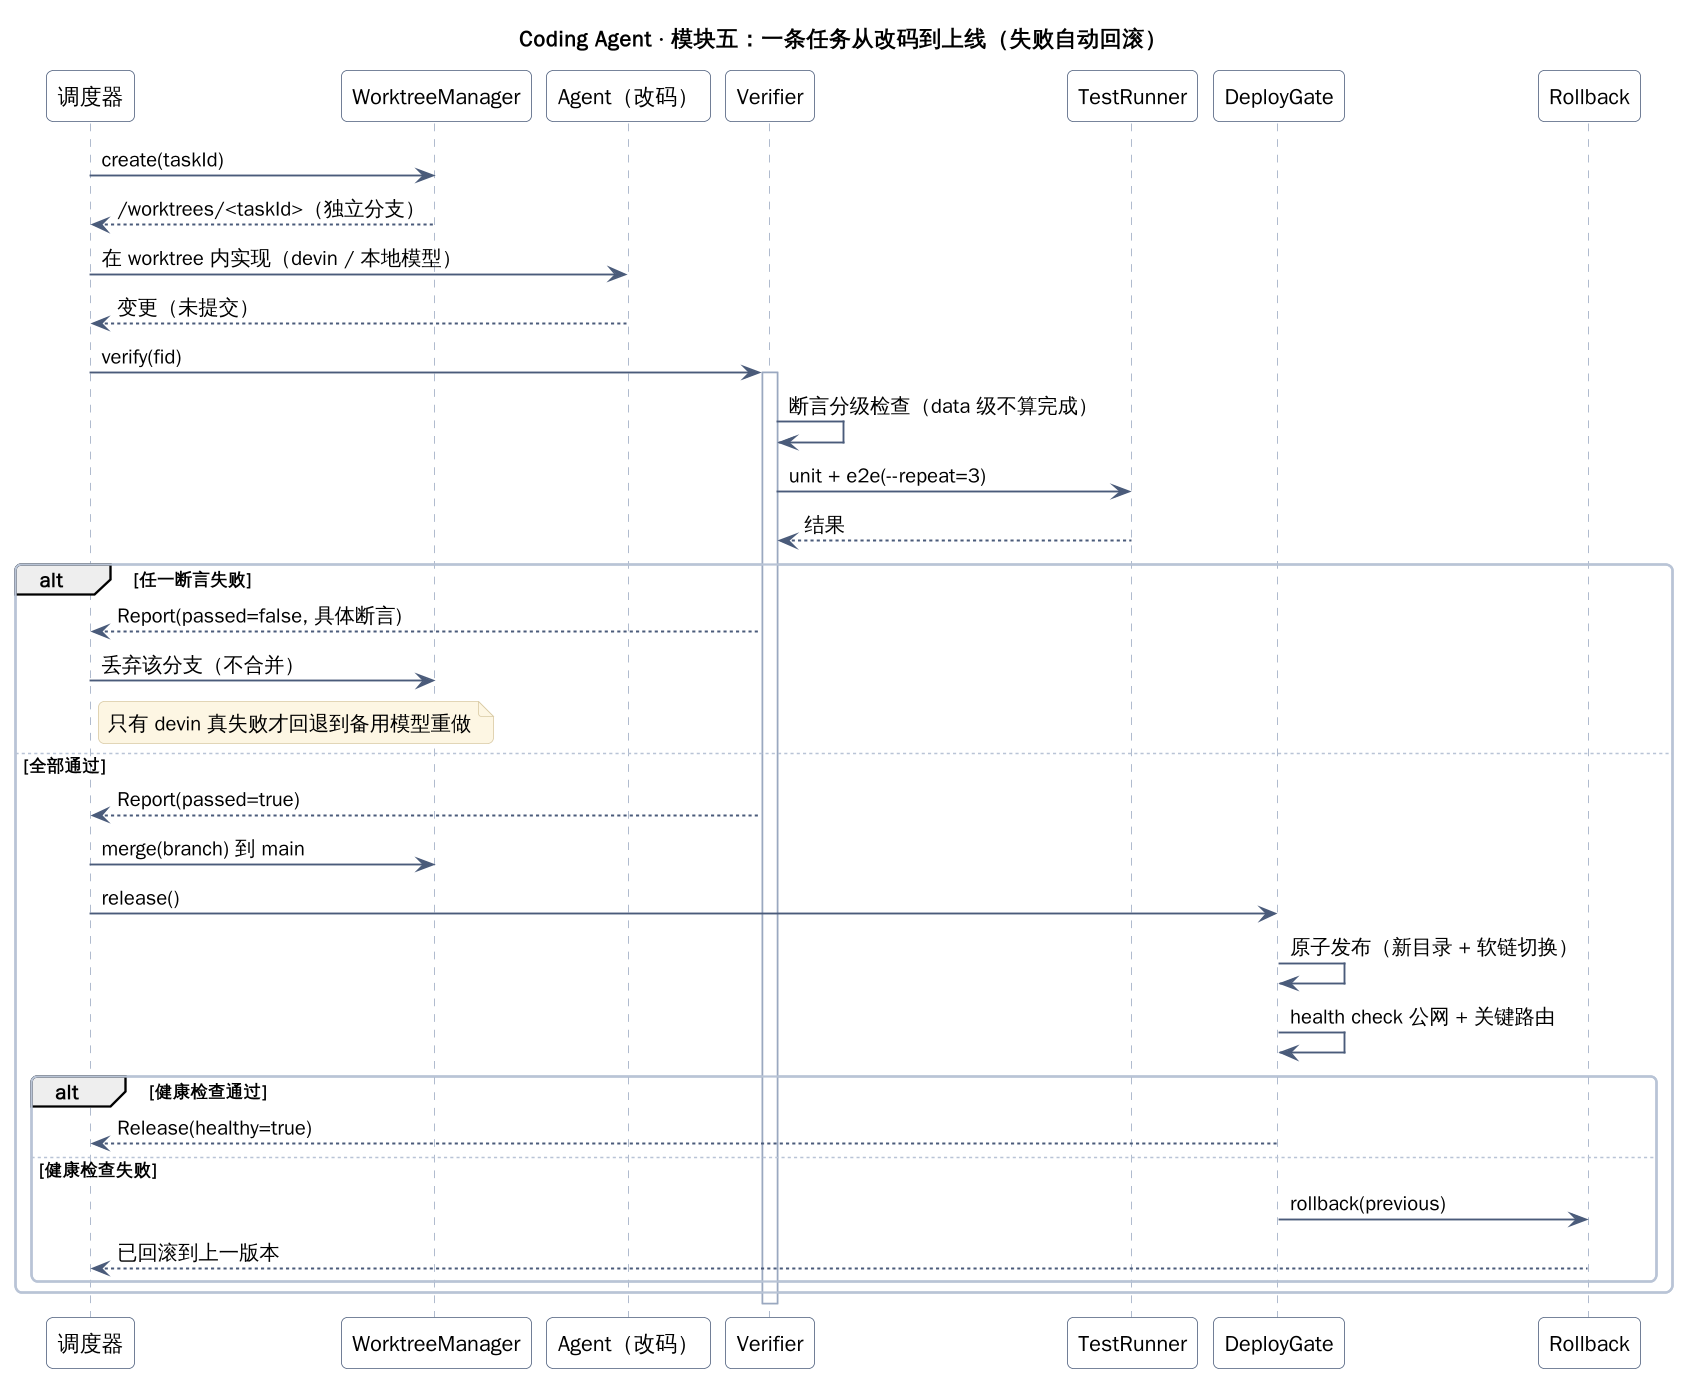 Coding Agent · 模块五：一条任务从改码到上线（失败自动回滚）
调度器 WorktreeManager Agent（改码） Verifier TestRunner DeployGate Rollback
create(taskId)
/worktrees/<taskId>（独立分支）
在 worktree 内实现（devin / 本地模型）
变更（未提交）
verify(fid)
断言分级检查（data 级不算完成）
unit + e2e(--repeat=3)
结果
alt [任一断言失败]
Report(passed=false, 具体断言)
丢弃该分支（不合并）
只有 devin 真失败才回退到备用模型重做
[全部通过]
Report(passed=true)
merge(branch) 到 main
release()
原子发布（新目录 + 软链切换）
health check 公网 + 关键路由
alt [健康检查通过]
Release(healthy=true)
[健康检查失败]
rollback(previous)
已回滚到上一版本
调度器 WorktreeManager Agent（改码） Verifier TestRunner DeployGate Rollback